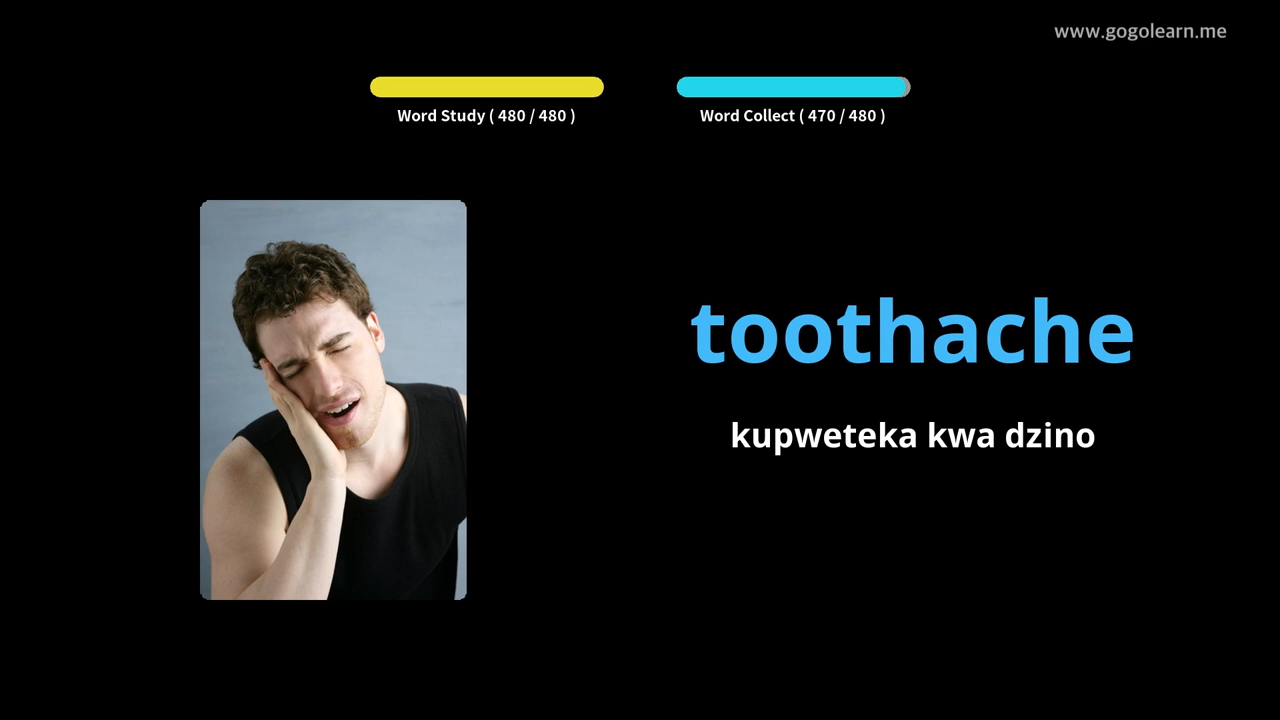 www.gogolearn.me
Word Study ( 480 / 480 )
Word Collect ( 470 / 480 )
toothache
kupweteka kwa dzino